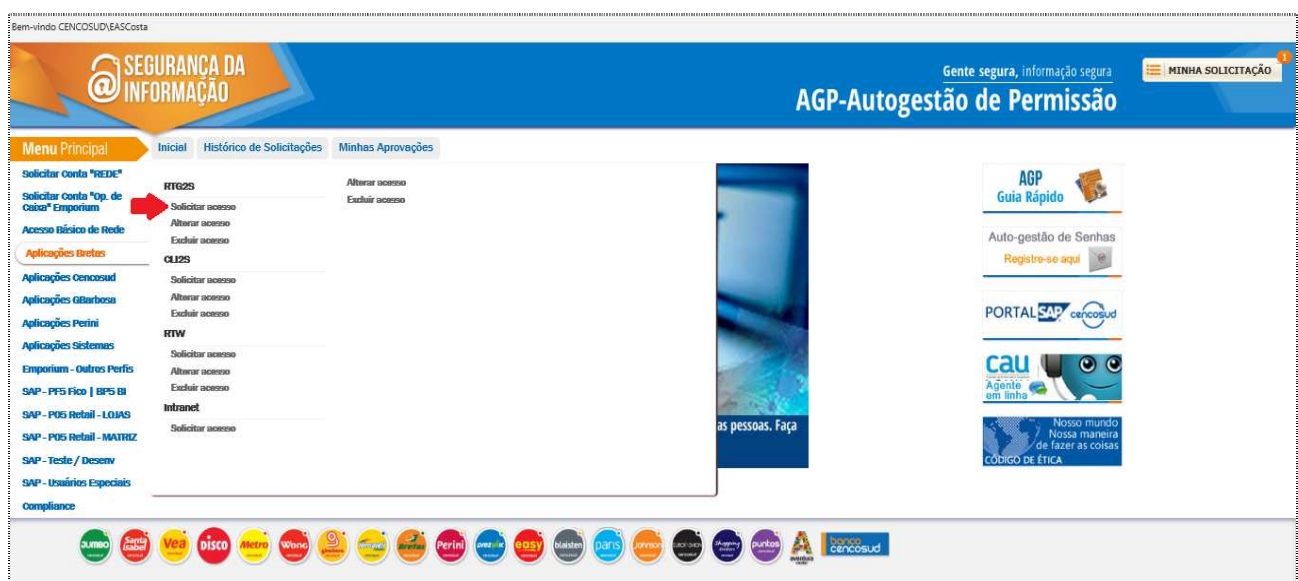 Bem-vindo CENCOSUD\EASCosta
SEGURANÇA DA
@ INFORMAÇÃO
Gente segura, informação segura
AGP-Autogestão de Permissão
MINHA SOLICITAÇÃO
1
Menu Principal
Inicial Histórico de Solicitações Minhas Aprovações
Solicitar Conta "REDE"
Solicitar Conta "Op. de
Caixa" Emporium
Acesso Básico de Rede
Aplicações Bretas
Aplicações Cencosud
Aplicações GBarbosa
Aplicações Perini
Aplicações Sistemas
Emporium - Outros Perfis
SAP - PF5 Fico | BP5 BI
SAP - P05 Retail - LOJAS
SAP - P05 Retail - MATRIZ
SAP - Teste / Desenv
SAP - Usuários Especiais
Compliance
RTG2S
Solicitar acesso
Alterar acesso
Excluir acesso
CLI2S
Solicitar acesso
Alterar acesso
Excluir acesso
RTW
Solicitar acesso
Alterar acesso
Excluir acesso
Intranet
Solicitar acesso
Alterar acesso
Excluir acesso
as pessoas. Faça
AGP
Guia Rápido
Auto-gestão de Senhas
Registre-se aqui
PORTAL SAP cencosud
cau
Agente
em linha
Nosso mundo
Nossa maneira
de fazer as coisas
CÓDIGO DE ÉTICA
JUMBO Santa Isabel Vea DISCO Metro Wong Bretas Perini easy blaisten paris Johnson Shopping puntos aventura banco cencosud